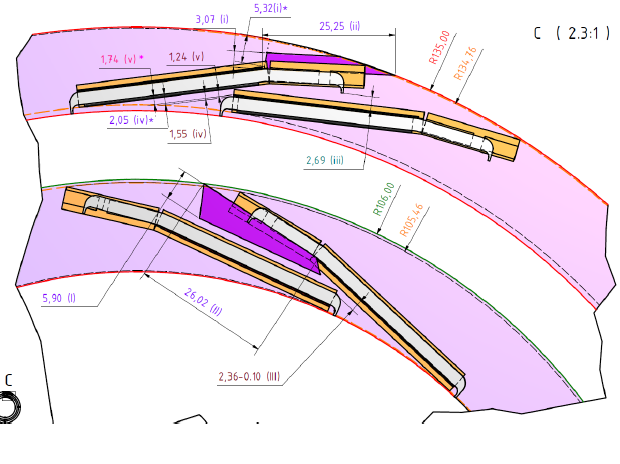 5,32(i)*
3,07 (i)
25,25 (ii)
C ( 2.3:1 )
R135,00
R134,76
1,74 (v) *
1,24 (v)
2,05 (iv)*
1,55 (iv)
2,69 (iii)
R106,00
R105,46
5,90 (I)
26,02 (II)
2,36-0.10 (III)
C